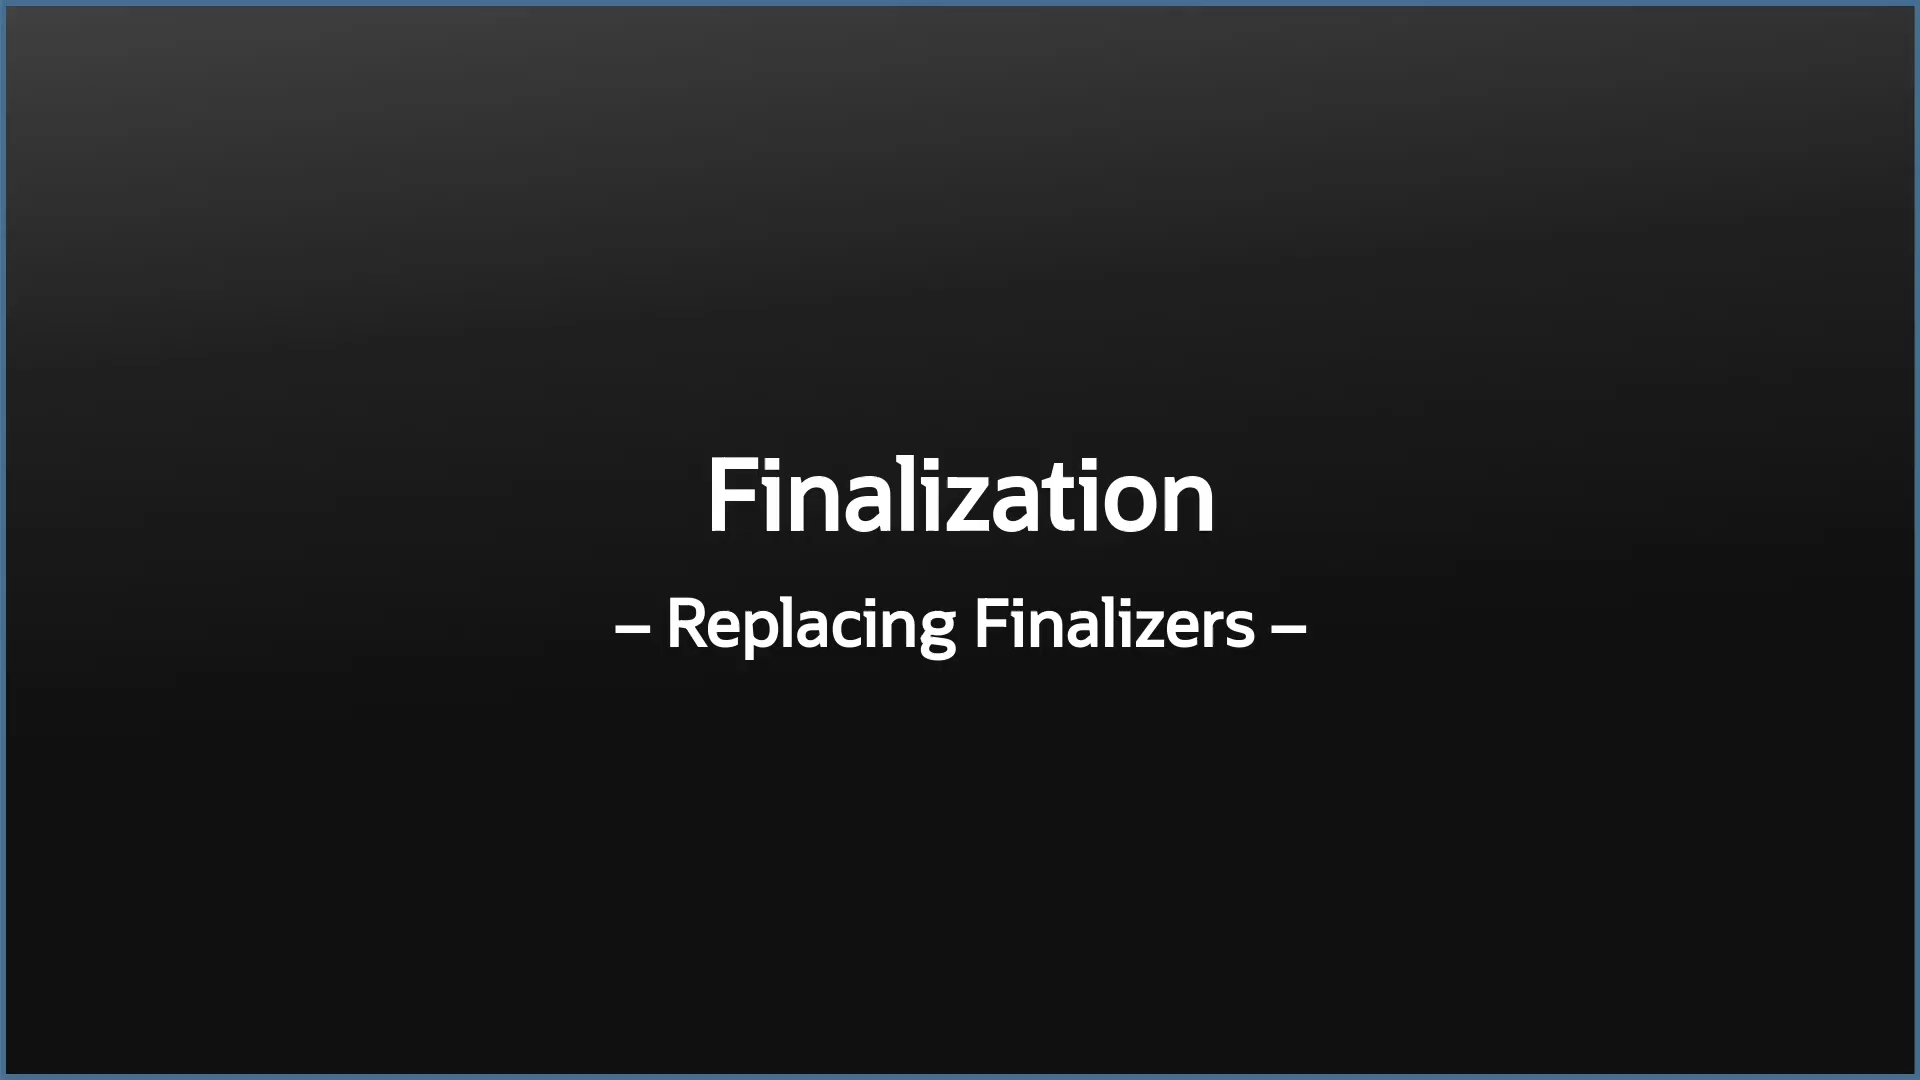 Finalization
– Replacing Finalizers –